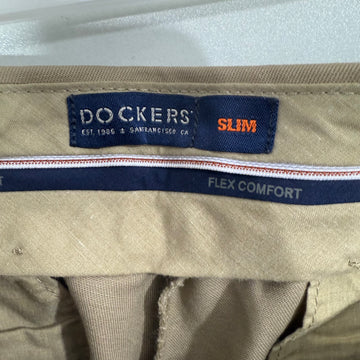 DOCKERS
EST. 1986 & SAN FRANCISCO, CA
SLIM
T
FLEX COMFORT